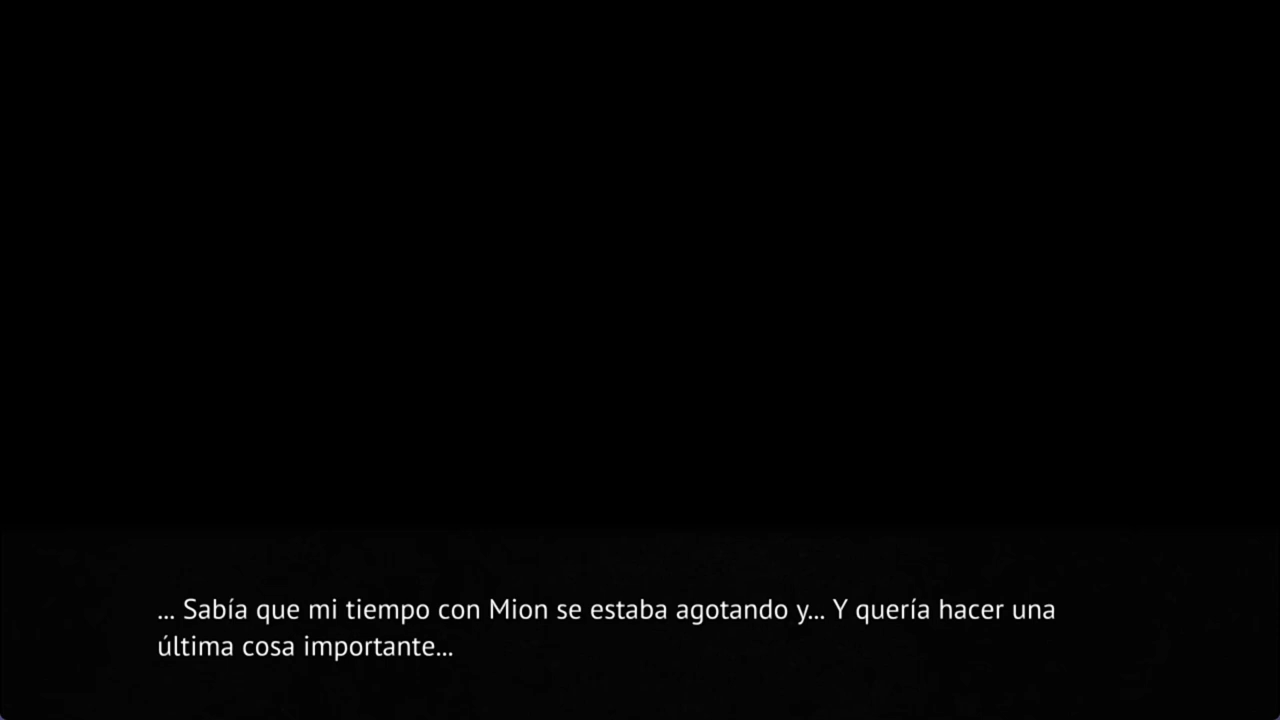 ... Sabía que mi tiempo con Mion se estaba agotando y... Y quería hacer una
última cosa importante...